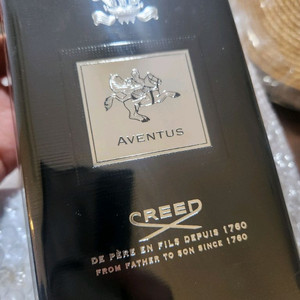 AVENTUS
CREED
DE PÈRE EN FILS DEPUIS 1760
FROM FATHER TO SON SINCE 1760